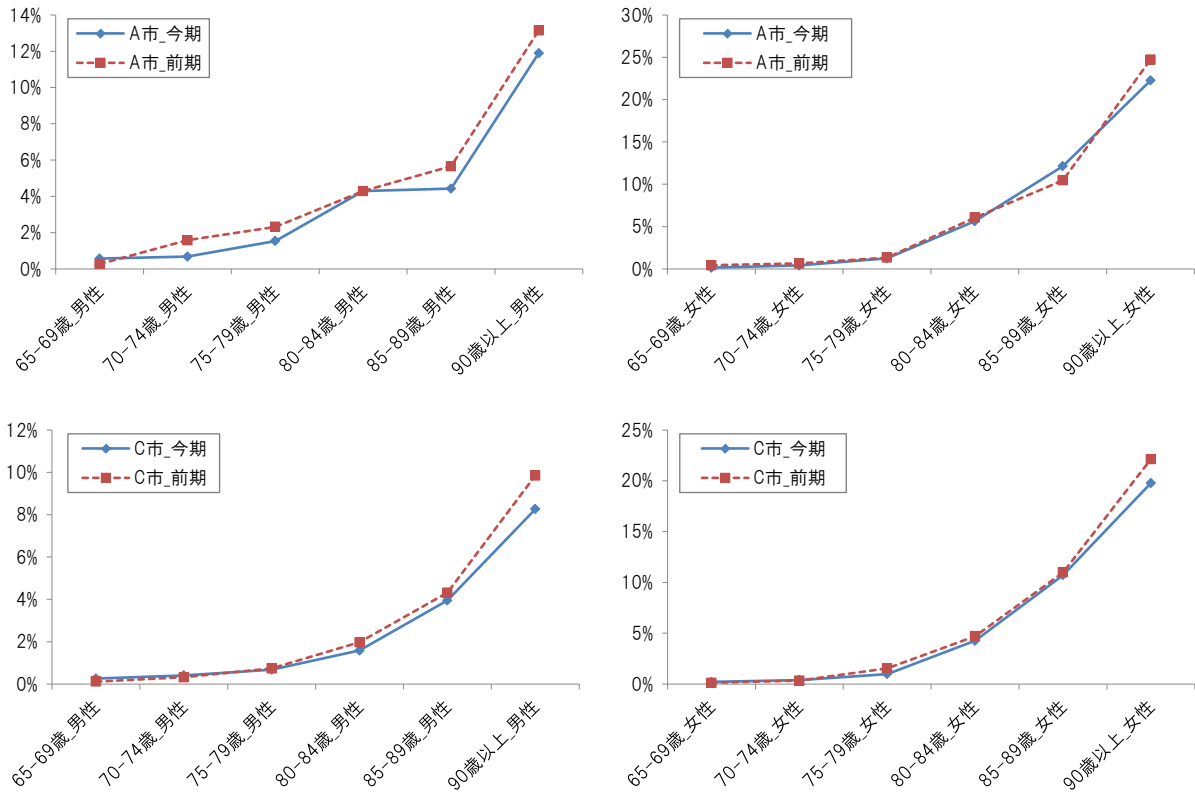 14%
12%
10%
8%
6%
4%
2%
0%
A市_今期
A市_前期
65-69歳_男性
70-74歳_男性
75-79歳_男性
80-84歳_男性
85-89歳_男性
90歳以上_男性
30%
25%
20%
15%
10%
5%
0%
A市_今期
A市_前期
65-69歳_女性
70-74歳_女性
75-79歳_女性
80-84歳_女性
85-89歳_女性
90歳以上_女性
12%
10%
8%
6%
4%
2%
0%
C市_今期
C市_前期
65-69歳_男性
70-74歳_男性
75-79歳_男性
80-84歳_男性
85-89歳_男性
90歳以上_男性
25%
20%
15%
10%
5%
0%
C市_今期
C市_前期
65-69歳_女性
70-74歳_女性
75-79歳_女性
80-84歳_女性
85-89歳_女性
90歳以上_女性